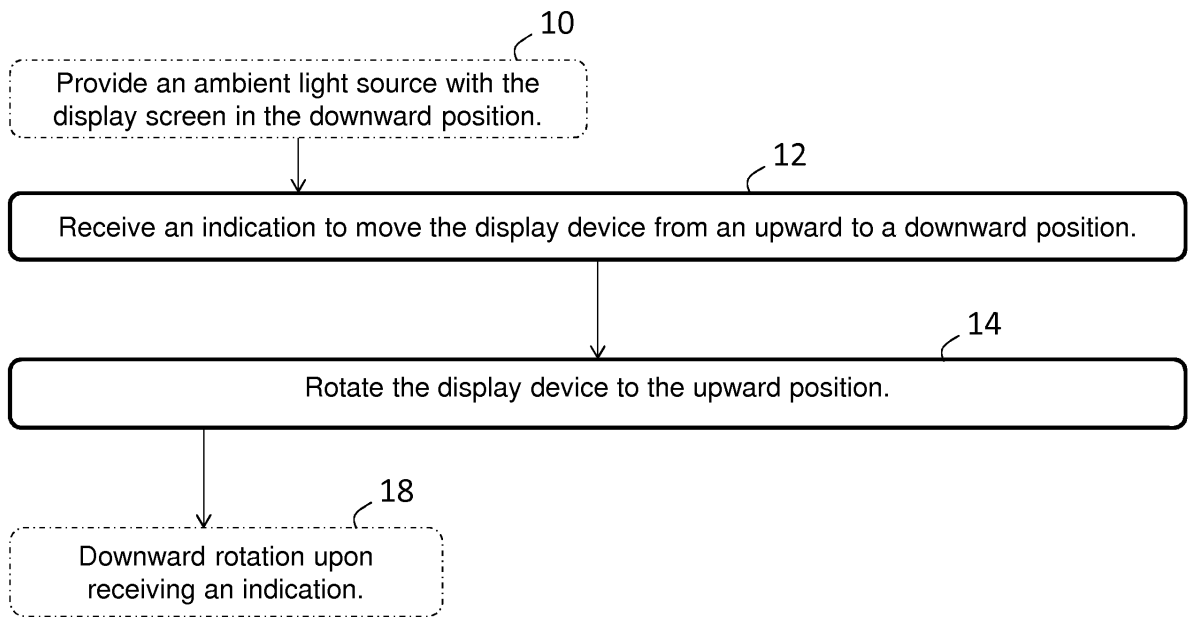 10
Provide an ambient light source with the
display screen in the downward position.
12
Receive an indication to move the display device from an upward to a downward position.
14
Rotate the display device to the upward position.
18
Downward rotation upon
receiving an indication.